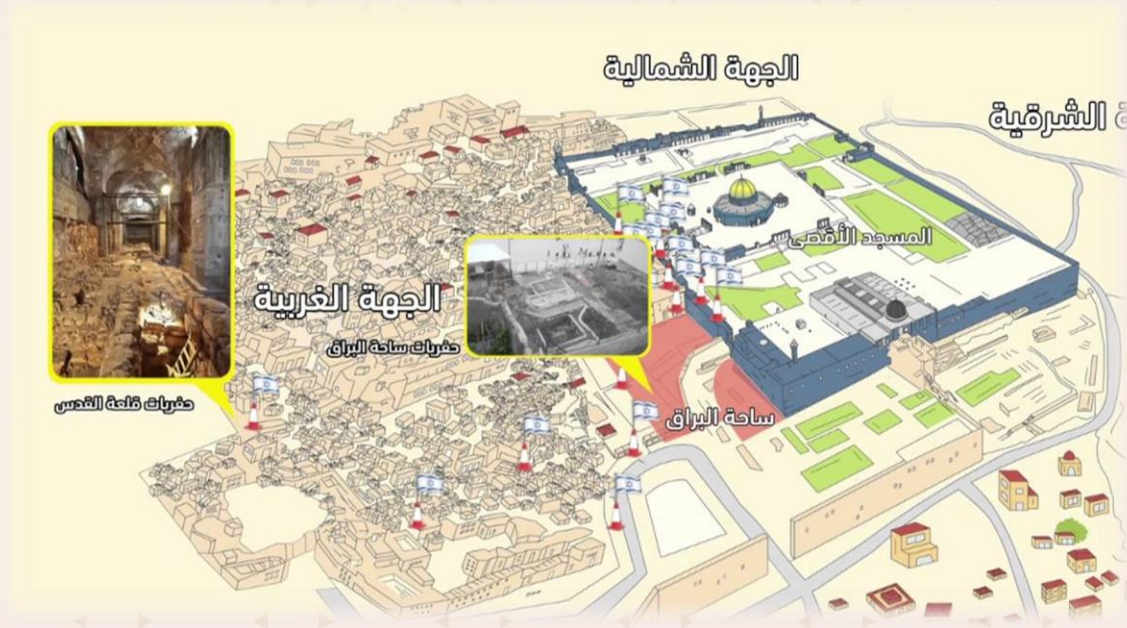 الجهة الشمالية
ة الشرقية
المسجد الأقصى
الجهة الغربية
حفريات ساحة البراق
حفريات قلعة القدس
ساحة البراق